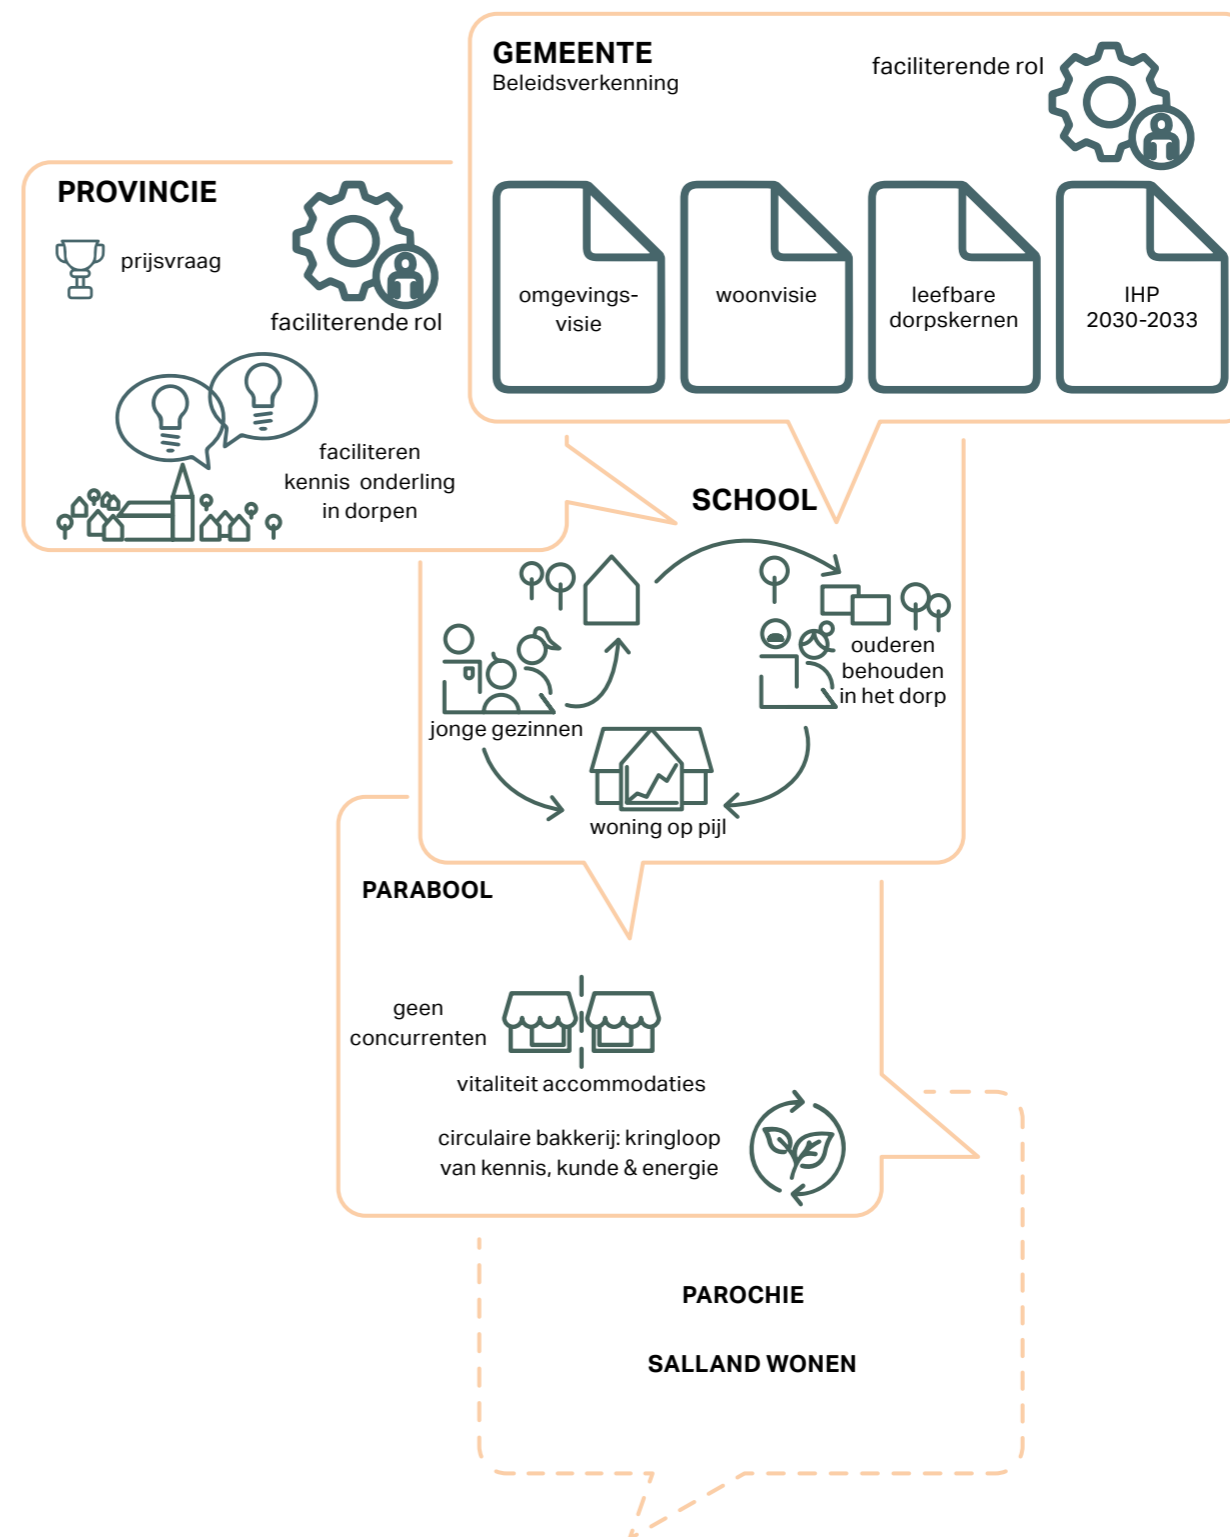 GEMEENTE
Beleidsverkenning
faciliterende rol
omgevings-
visie
woonvisie
leefbare
dorpskernen
IHP
2030-2033
PROVINCIE
prijsvraag
faciliterende rol
faciliteren
kennis onderling
in dorpen
SCHOOL
jonge gezinnen
ouderen
behouden
in het dorp
woning op pijl
PARABOOL
geen
concurrenten
vitaliteit accommodaties
circulaire bakkerij: kringloop
van kennis, kunde & energie
PAROCHIE
SALLAND WONEN